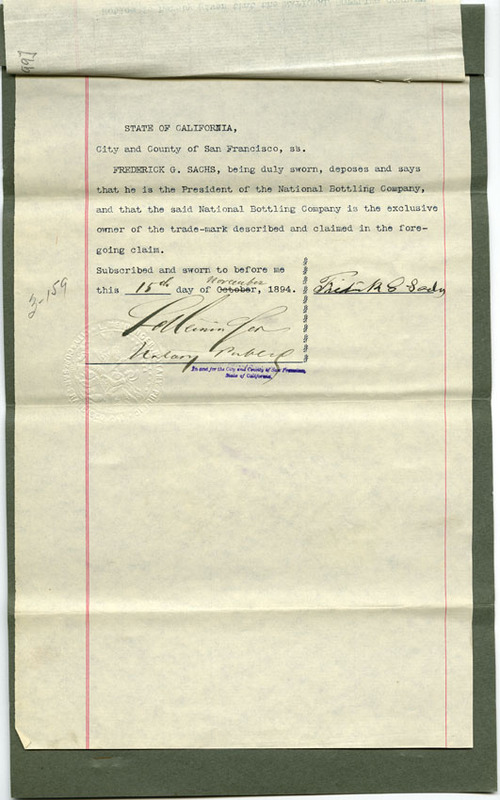 STATE OF CALIFORNIA,
City and County of San Francisco, ss.
FREDERICK G. SACHS, being duly sworn, deposes and says
that he is the President of the National Bottling Company,
and that the said National Bottling Company is the exclusive
owner of the trade-mark described and claimed in the fore-
going claim.
Subscribed and sworn to before me
November
this 15th day of October, 1894.
Notary Public
In and for the City and County of San Francisco,
State of California.